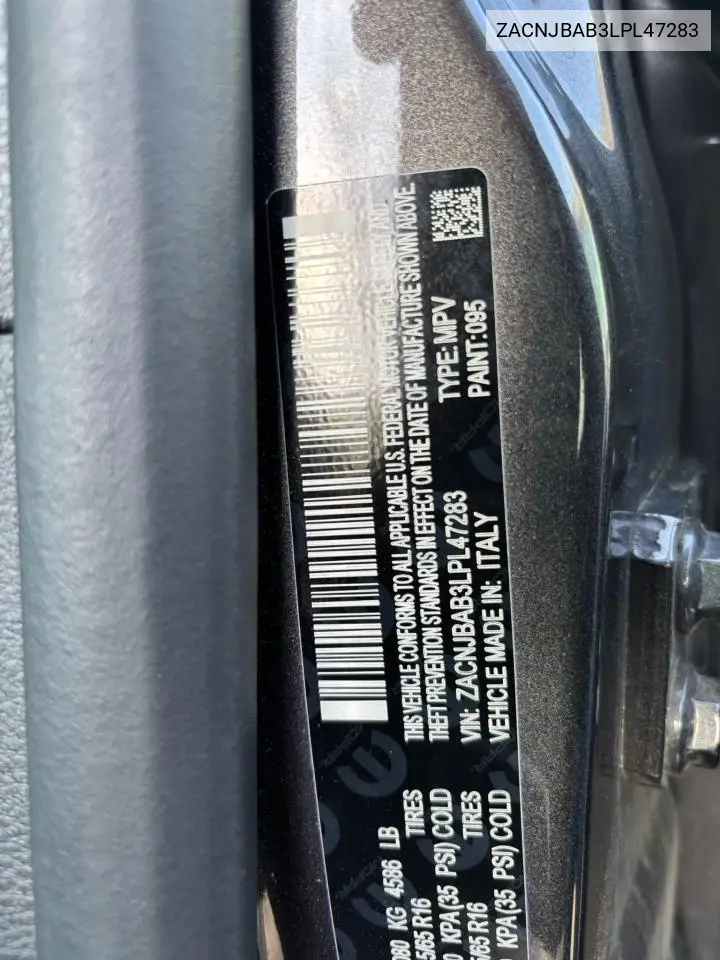 ZACNJBAB3LPL47283
THIS VEHICLE CONFORMS TO ALL APPLICABLE U.S. FEDERAL MOTOR VEHICLE SAFETY AND
THEFT PREVENTION STANDARDS IN EFFECT ON THE DATE OF MANUFACTURE SHOWN ABOVE.
VIN: ZACNJBAB3LPL47283 TYPE: MPV
VEHICLE MADE IN: ITALY PAINT: 095
KG 4586 LB
R16 TIRES
KPA (35 PSI) COLD
R16 TIRES
KPA (35 PSI) COLD